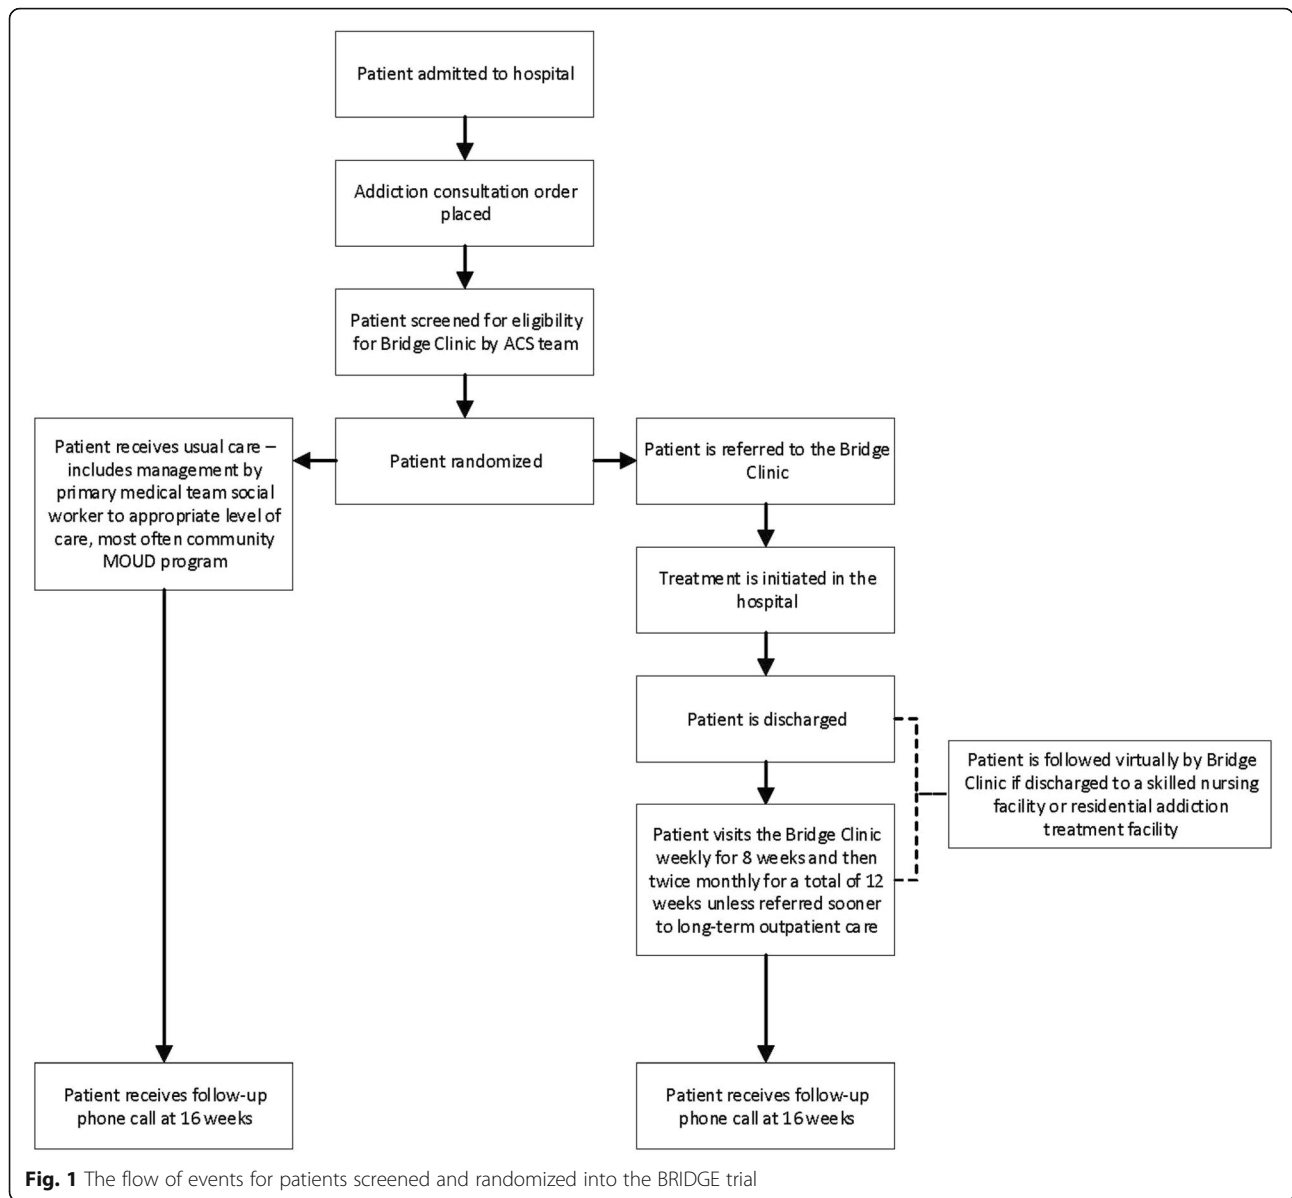 Patient admitted to hospital
Addiction consultation order
placed
Patient screened for eligibility
for Bridge Clinic by ACS team
Patient randomized
Patient receives usual care –
includes management by
primary medical team social
worker to appropriate level of
care, most often community
MOUD program
Patient is referred to the Bridge
Clinic
Treatment is initiated in the
hospital
Patient is discharged
Patient is followed virtually by Bridge
Clinic if discharged to a skilled nursing
facility or residential addiction
treatment facility
Patient visits the Bridge Clinic
weekly for 8 weeks and then
twice monthly for a total of 12
weeks unless referred sooner
to long-term outpatient care
Patient receives follow-up
phone call at 16 weeks
Patient receives follow-up
phone call at 16 weeks
Fig. 1 The flow of events for patients screened and randomized into the BRIDGE trial